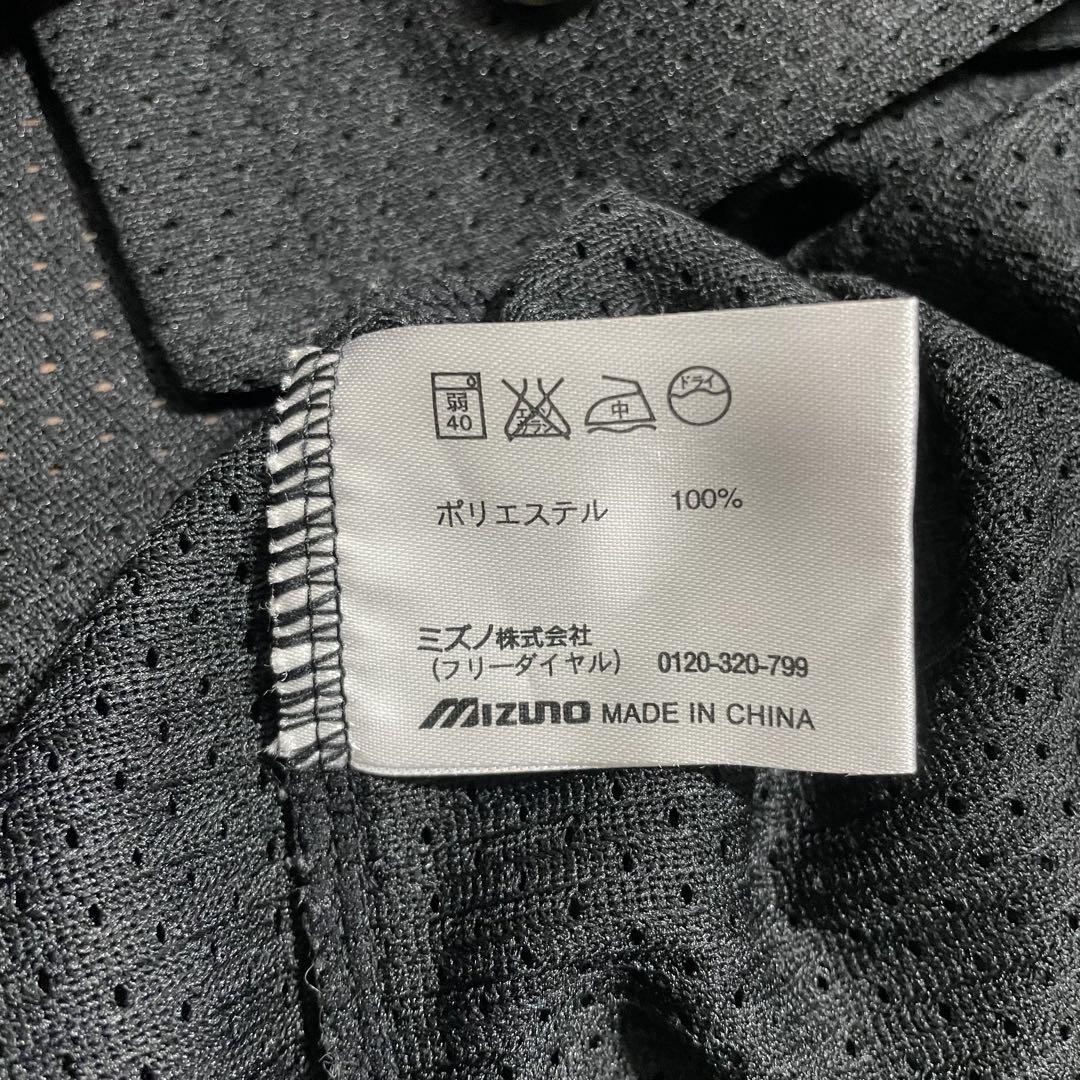 弱 40
エンソ サラシ
中
ドライ
ポリエステル 100%
ミズノ株式会社
(フリーダイヤル) 0120-320-799
MIZUNO MADE IN CHINA